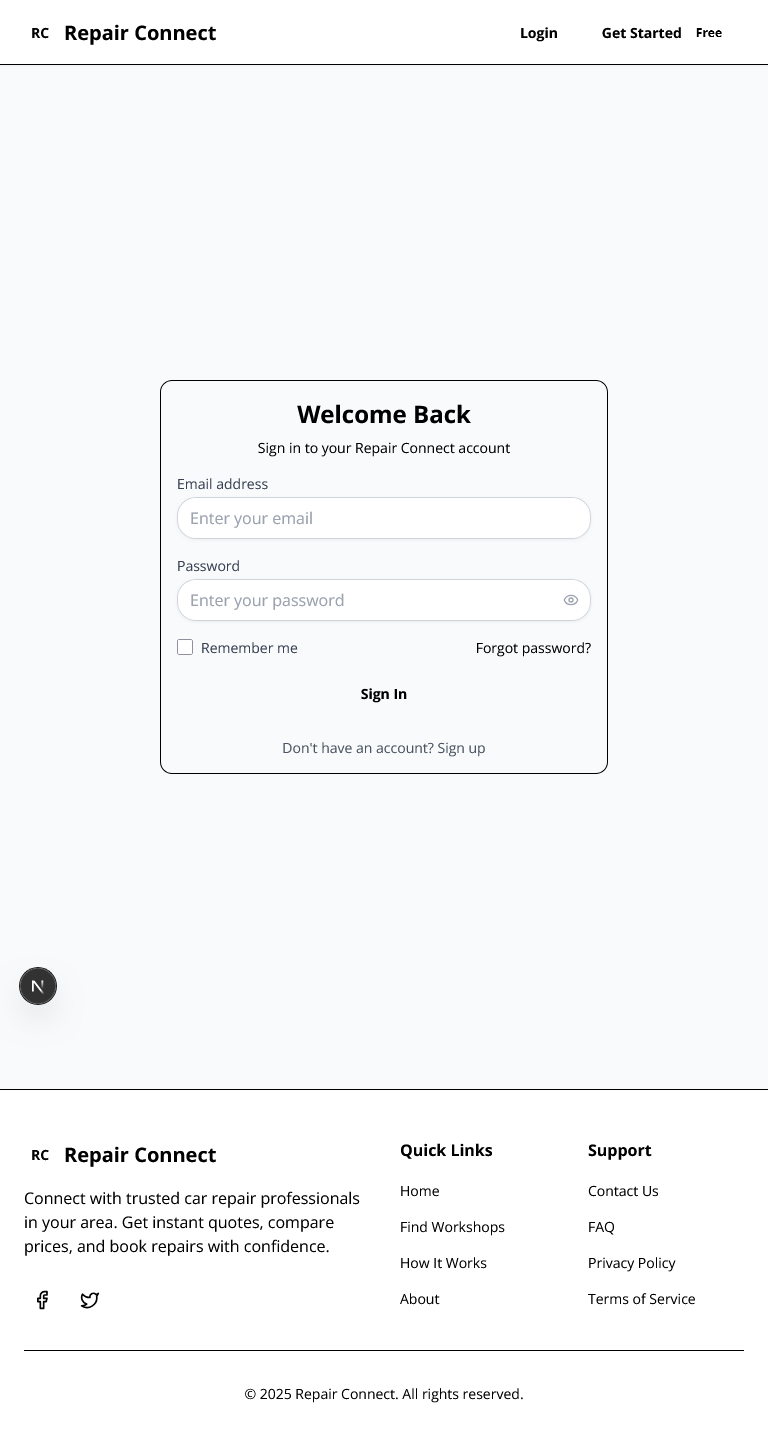 RC Repair Connect Login Get Started Free
Welcome Back
Sign in to your Repair Connect account
Email address
Enter your email
Password
Enter your password
Remember me Forgot password?
Sign In
Don't have an account? Sign up
N
RC Repair Connect
Connect with trusted car repair professionals
in your area. Get instant quotes, compare
prices, and book repairs with confidence.
Quick Links
Home
Find Workshops
How It Works
About
Support
Contact Us
FAQ
Privacy Policy
Terms of Service
© 2025 Repair Connect. All rights reserved.